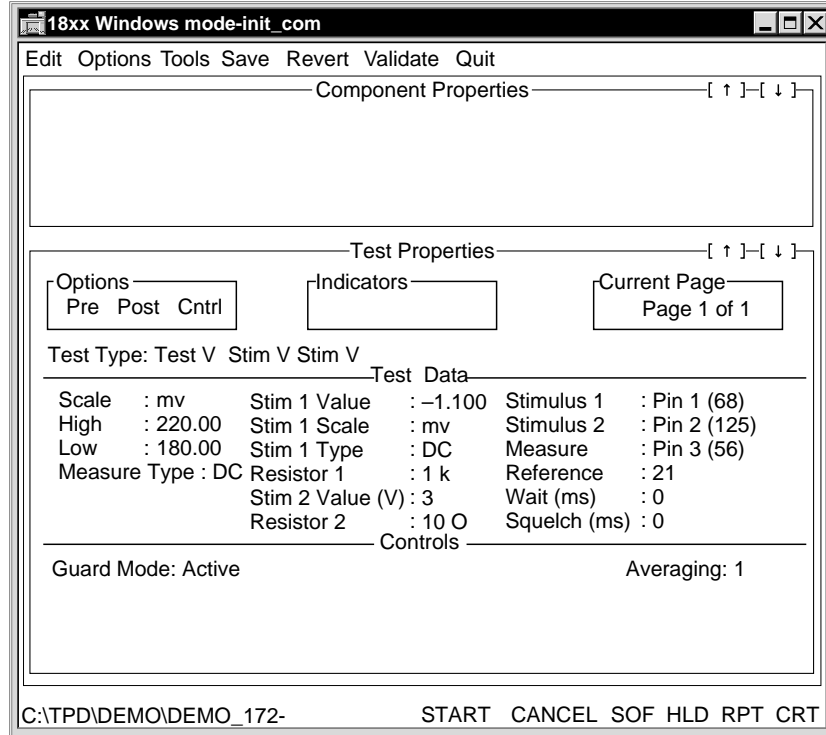 18xx Windows mode-init_com
Edit Options Tools Save Revert Validate Quit
Component Properties [ ↑ ]–[ ↓ ]
Test Properties [ ↑ ]–[ ↓ ]
Options Indicators Current Page
Pre Post Cntrl Page 1 of 1
Test Type: Test V Stim V Stim V
Test Data
Scale : mv Stim 1 Value : –1.100 Stimulus 1 : Pin 1 (68)
High : 220.00 Stim 1 Scale : mv Stimulus 2 : Pin 2 (125)
Low : 180.00 Stim 1 Type : DC Measure : Pin 3 (56)
Measure Type : DC Resistor 1 : 1 k Reference : 21
Stim 2 Value (V) : 3 Wait (ms) : 0
Resistor 2 : 10 O Squelch (ms) : 0
Controls
Guard Mode: Active Averaging: 1
C:\TPD\DEMO\DEMO_172- START CANCEL SOF HLD RPT CRT